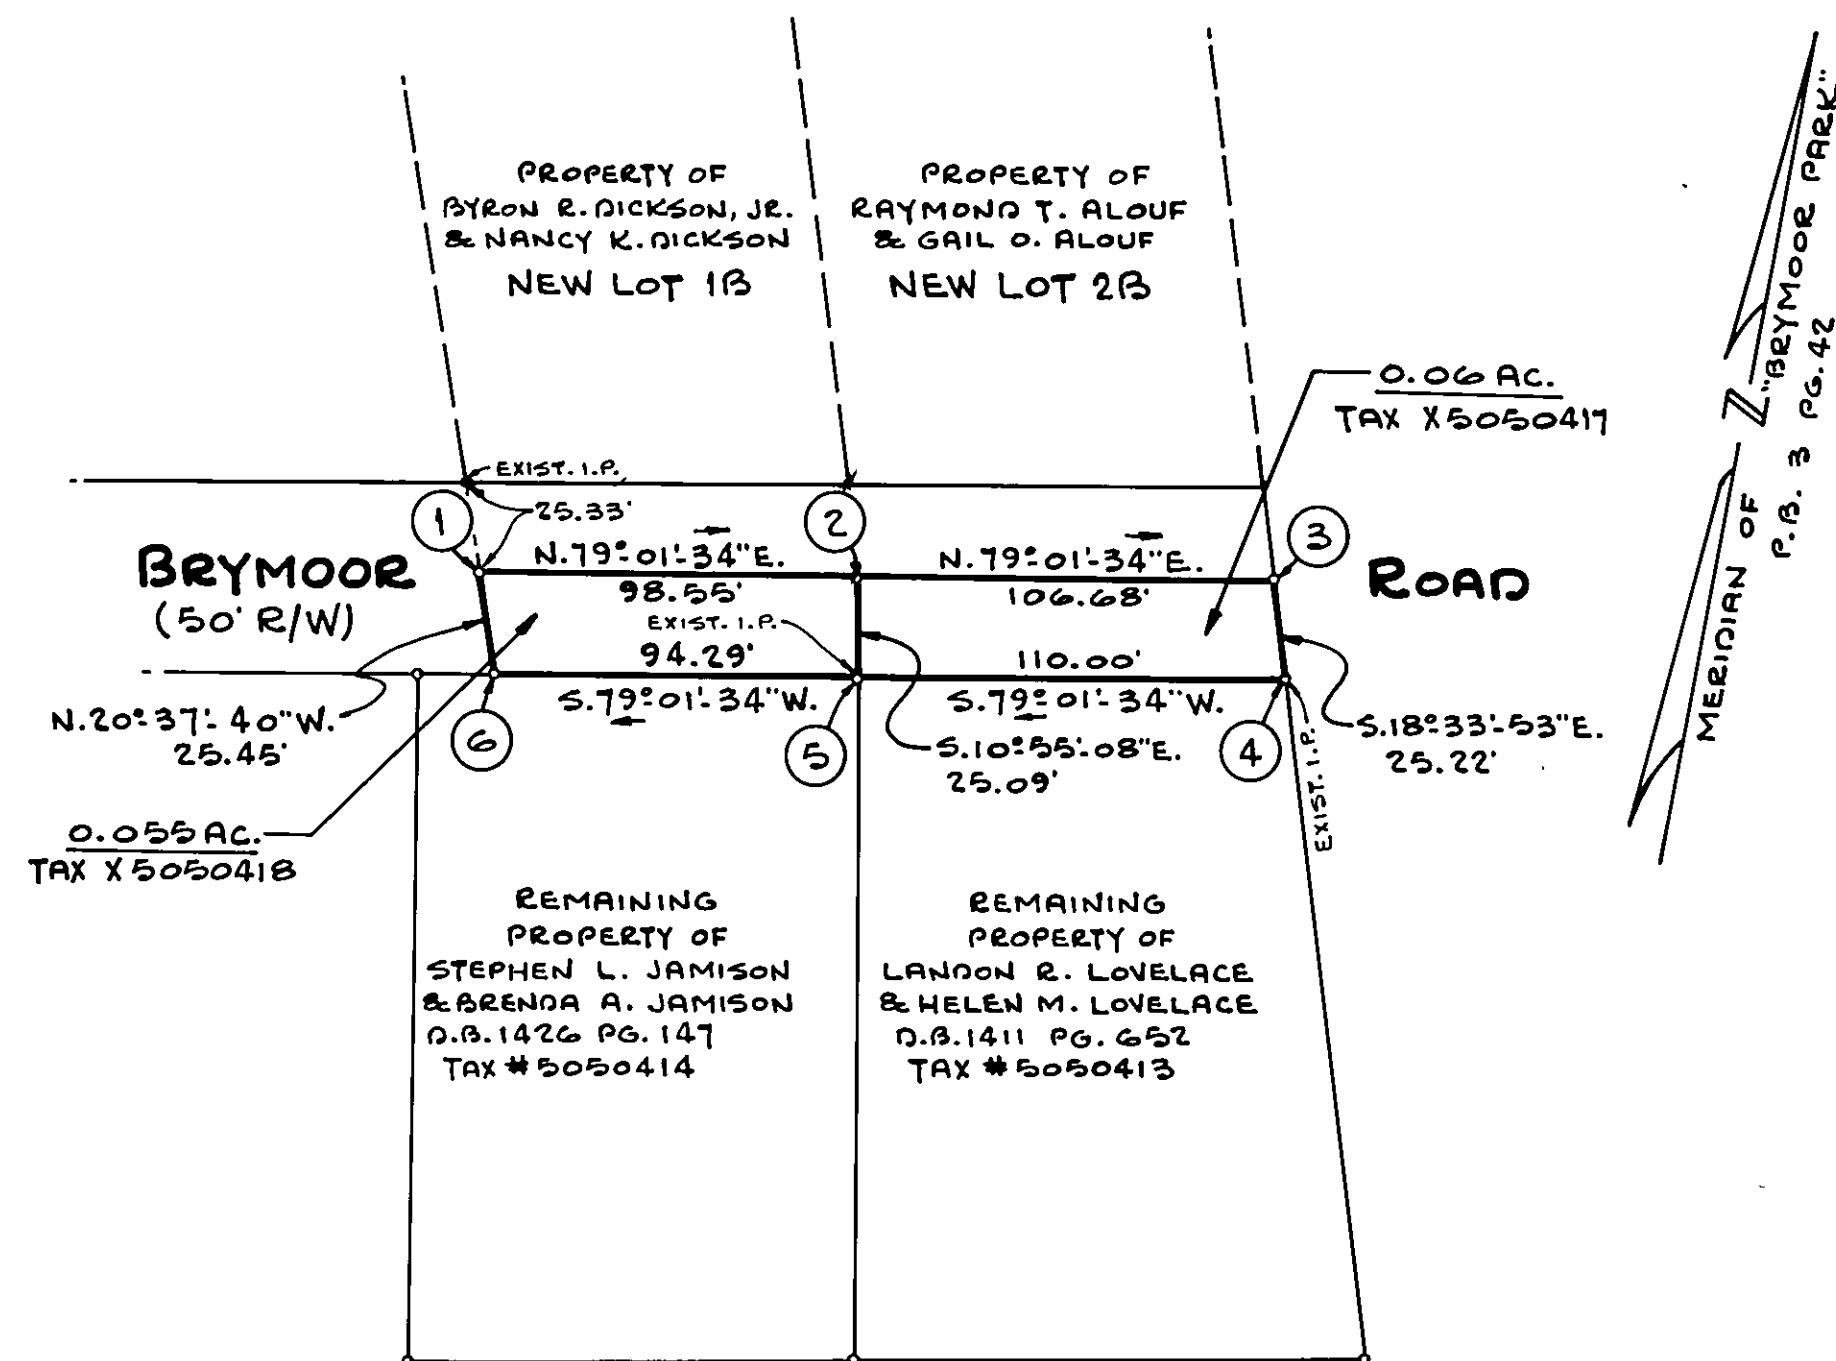 PROPERTY OF
BYRON R. DICKSON, JR.
& NANCY K. DICKSON
NEW LOT 1B
PROPERTY OF
RAYMOND T. ALOUF
& GAIL O. ALOUF
NEW LOT 2B
0.06 AC.
TAX X5050417
MERIDIAN OF "BRYMOOR PARK"
P.B. 3 PG. 42
EXIST. I.P.
25.33'
1
2
3
BRYMOOR
(50' R/W)
ROAD
N.79°-01'-34"E.
98.55'
N.79°-01'-34"E.
106.68'
EXIST. I.P.
94.29'
110.00'
S.79°-01'-34"W.
S.79°-01'-34"W.
N.20°-37'-40"W.
25.45'
6
5
4
S.10°-55'-08"E.
25.09'
EXIST. I.P.
S.18°-33'-53"E.
25.22'
0.055 AC.
TAX X5050418
REMAINING
PROPERTY OF
STEPHEN L. JAMISON
& BRENDA A. JAMISON
D.B. 1426 PG. 147
TAX # 5050414
REMAINING
PROPERTY OF
LANDON R. LOVELACE
& HELEN M. LOVELACE
D.B. 1411 PG. 652
TAX # 5050413